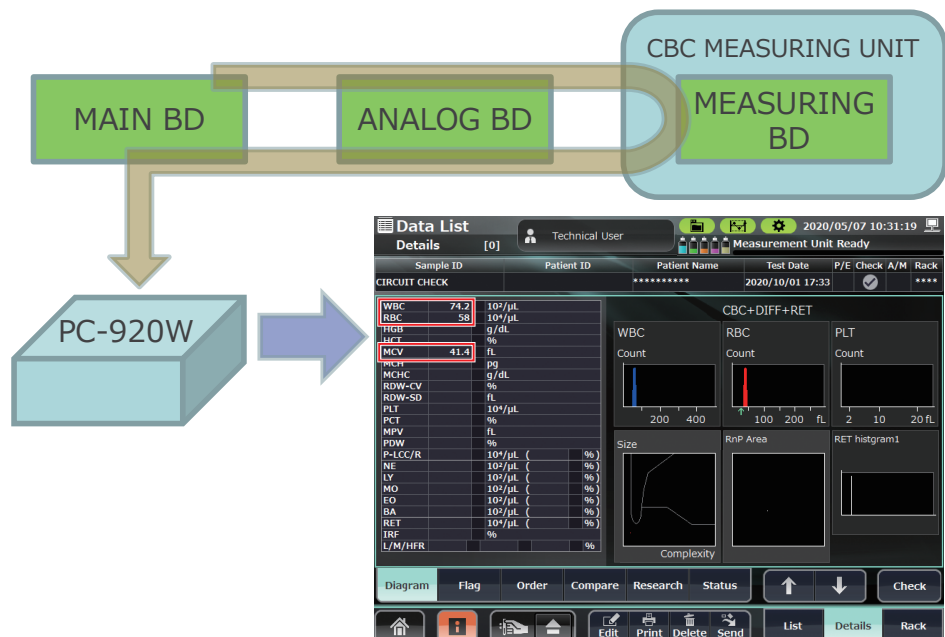 CBC MEASURING UNIT
MAIN BD
ANALOG BD
MEASURING
BD
PC-920W
Data List
Details [0]
Technical User
2020/05/07 10:31:19
Measurement Unit Ready
Sample ID Patient ID Patient Name Test Date P/E Check A/M Rack
CIRCUIT CHECK ********** 2020/10/01 17:33 ****
WBC 74.2 10²/µL
RBC 58 10⁴/µL
HGB g/dL
HCT %
MCV 41.4 fL
MCH pg
MCHC g/dL
RDW-CV %
RDW-SD fL
PLT 10⁴/µL
PCT %
MPV fL
PDW %
P-LCC/R 10⁴/µL ( %)
NE 10²/µL ( %)
LY 10²/µL ( %)
MO 10²/µL ( %)
EO 10²/µL ( %)
BA 10²/µL ( %)
RET 10⁴/µL ( %)
IRF %
L/M/HFR %
CBC+DIFF+RET
WBC
Count
200 400
RBC
Count
100 200 fL
PLT
Count
2 10 20 fL
Size
Complexity
RnP Area
RET histgram1
Diagram Flag Order Compare Research Status Check
Edit Print Delete Send List Details Rack